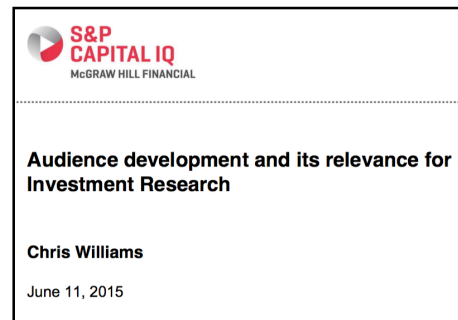 S&P
CAPITAL IQ
McGRAW HILL FINANCIAL
Audience development and its relevance for
Investment Research
Chris Williams
June 11, 2015